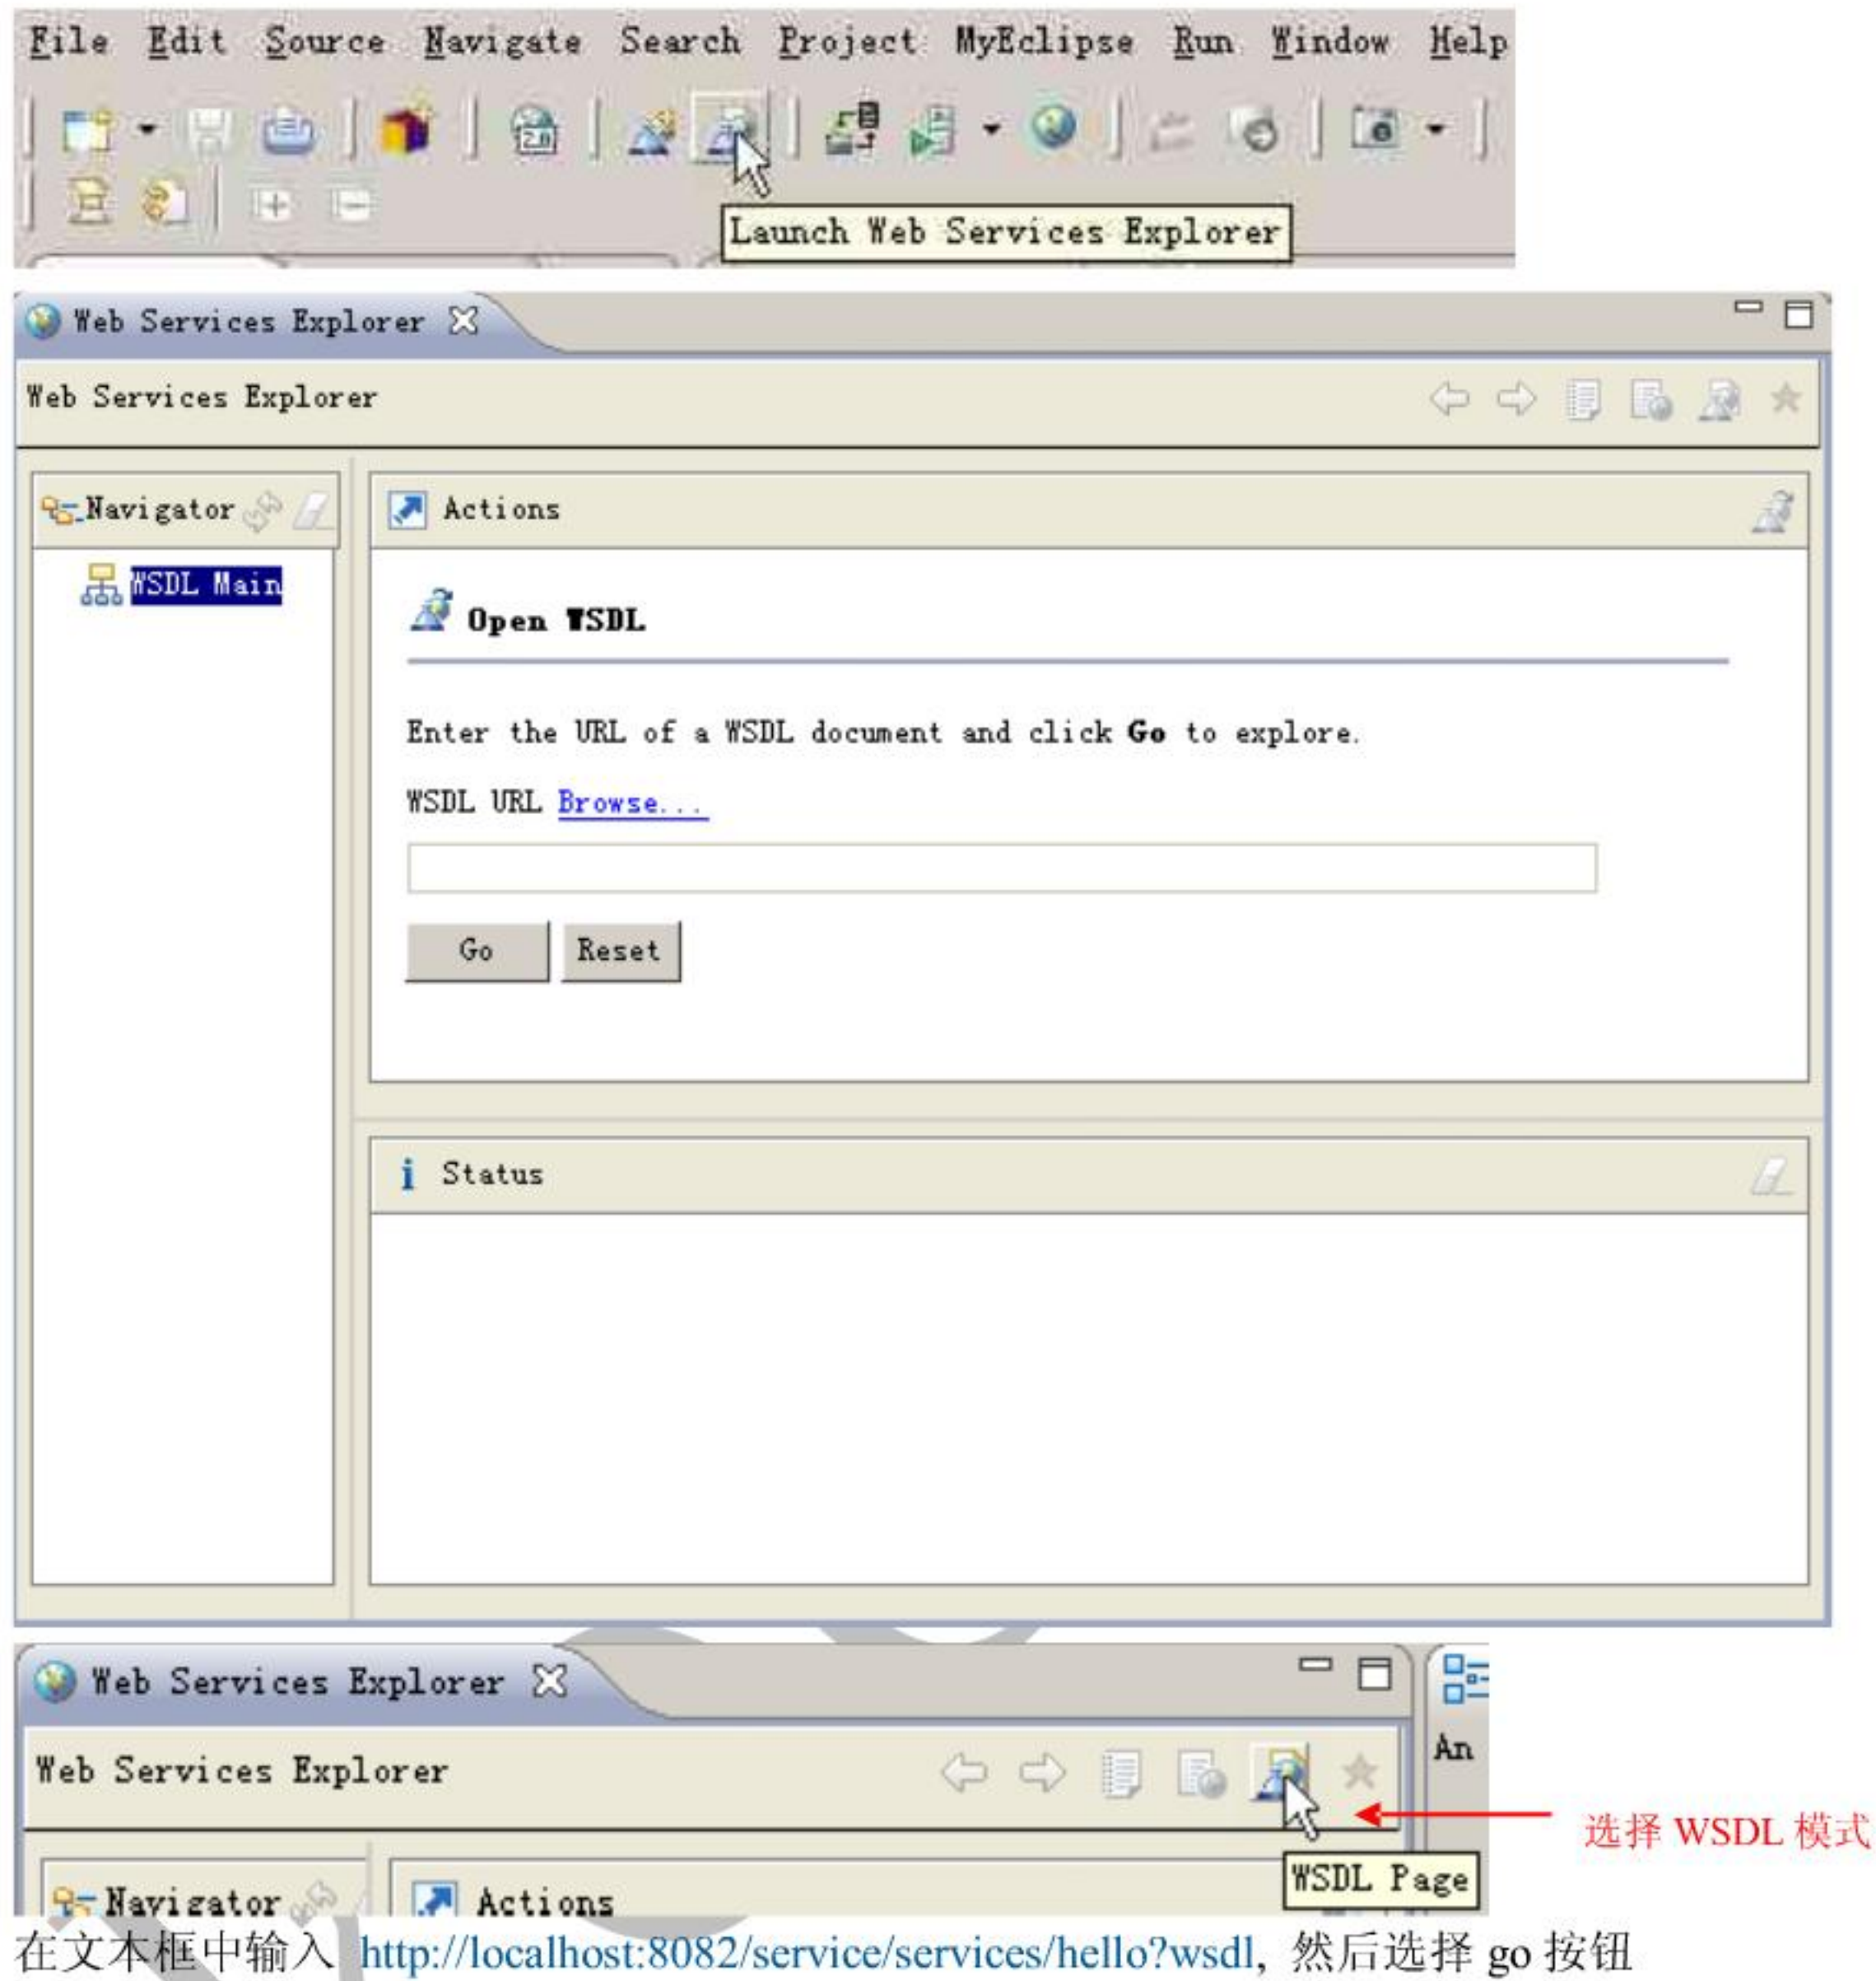 File Edit Source Navigate Search Project MyEclipse Run Window Help
2.0
Launch Web Services Explorer
Web Services Explorer
Web Services Explorer
Navigator
Actions
WSDL Main
Open WSDL
Enter the URL of a WSDL document and click Go to explore.
WSDL URL Browse...
Go Reset
i Status
Web Services Explorer
Web Services Explorer
An
选择 WSDL 模式
WSDL Page
Navigator
Actions
在文本框中输入 http://localhost:8082/service/services/hello?wsdl, 然后选择 go 按钮